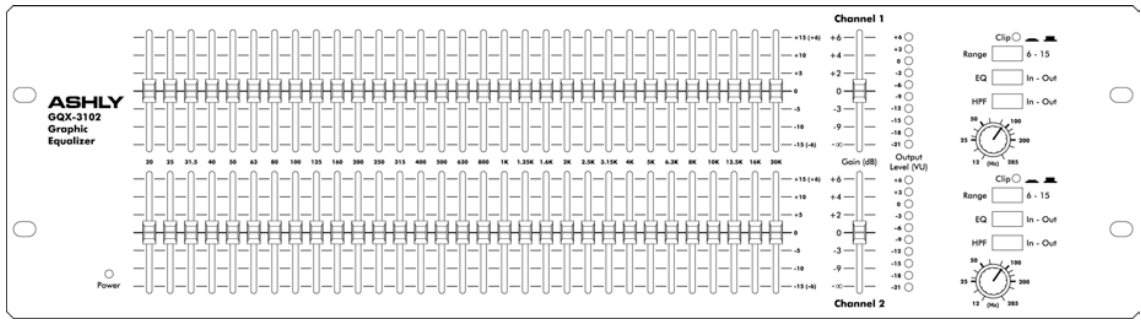 Channel 1
ASHLY
GQX-3102
Graphic
Equalizer
+15 (+6)
+10
+5
0
-5
-10
-15 (-6)
+6
+4
+2
0
-3
-9
-∞
+6
+3
0
-3
-6
-9
-12
-15
-18
-21
Clip
Range 6 - 15
EQ In - Out
HPF In - Out
50 100
25 200
12 (Hz) 285
20 25 31.5 40 50 63 80 100 125 160 200 250 315 400 500 630 800 1K 1.25K 1.6K 2K 2.5K 3.15K 4K 5K 6.3K 8K 10K 12.5K 16K 20K
Gain (dB)
Output
Level (VU)
+15 (+6)
+10
+5
0
-5
-10
-15 (-6)
+6
+4
+2
0
-3
-9
-∞
+6
+3
0
-3
-6
-9
-12
-15
-18
-21
Clip
Range 6 - 15
EQ In - Out
HPF In - Out
50 100
25 200
12 (Hz) 285
Power
Channel 2